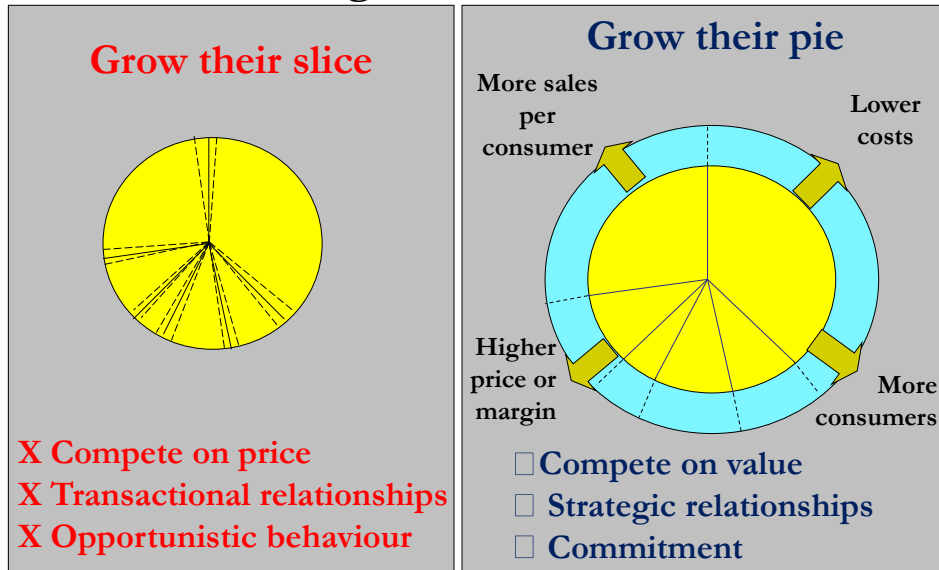 Grow their slice
X Compete on price
X Transactional relationships
X Opportunistic behaviour
Grow their pie
More sales
per
consumer
Lower
costs
Higher
price or
margin
More
consumers
□ Compete on value
□ Strategic relationships
□ Commitment